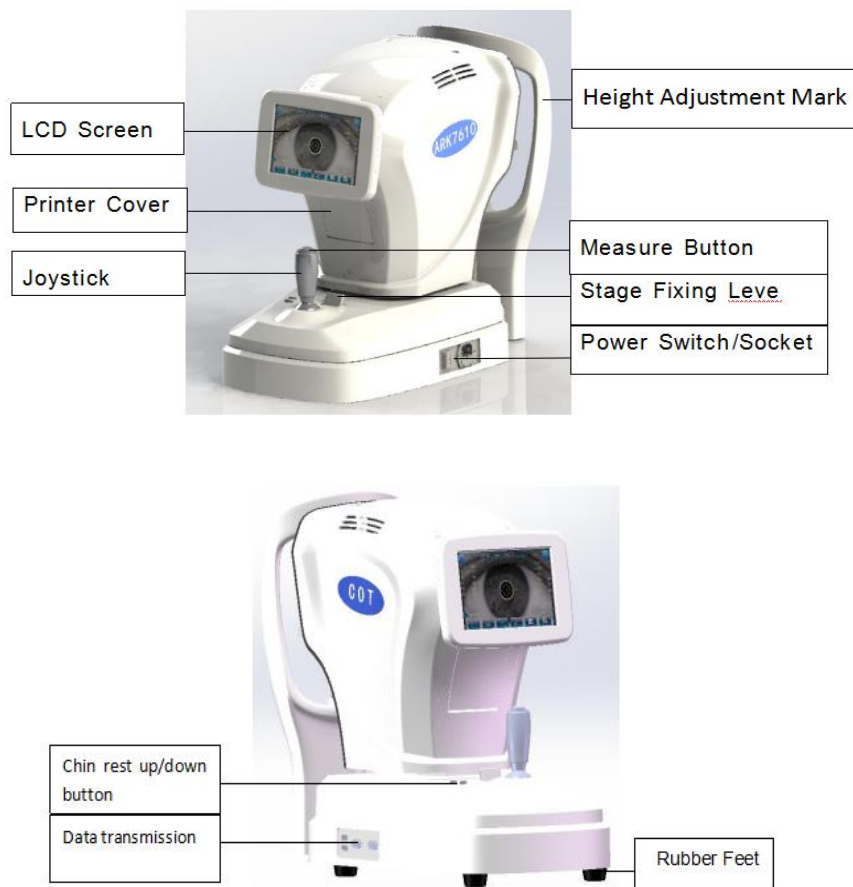 LCD Screen
Height Adjustment Mark
ARK7610
Printer Cover
Measure Button
Joystick
Stage Fixing Leve
Power Switch/Socket
COT
Chin rest up/down
button
Data transmission
Rubber Feet